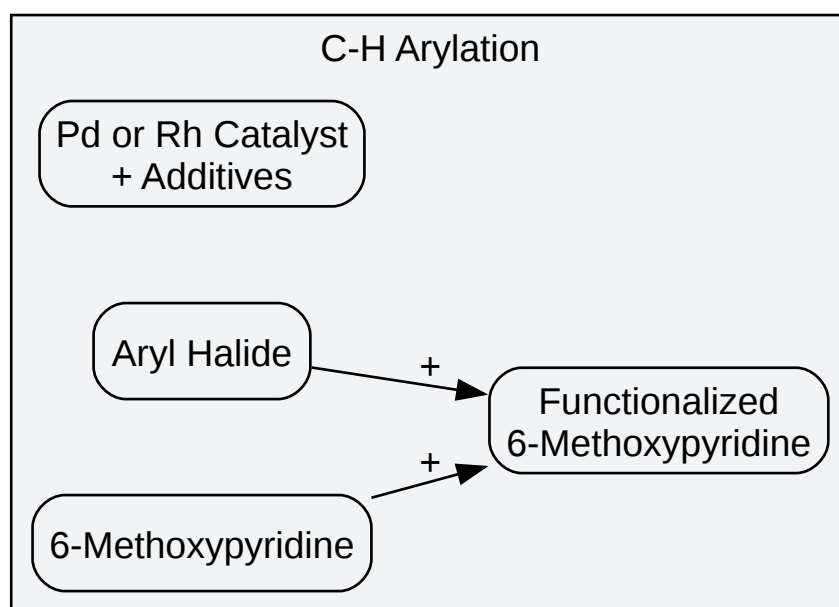 C-H Arylation
Pd or Rh Catalyst
+ Additives
Aryl Halide
+
Functionalized
6-Methoxypyridine
+
6-Methoxypyridine